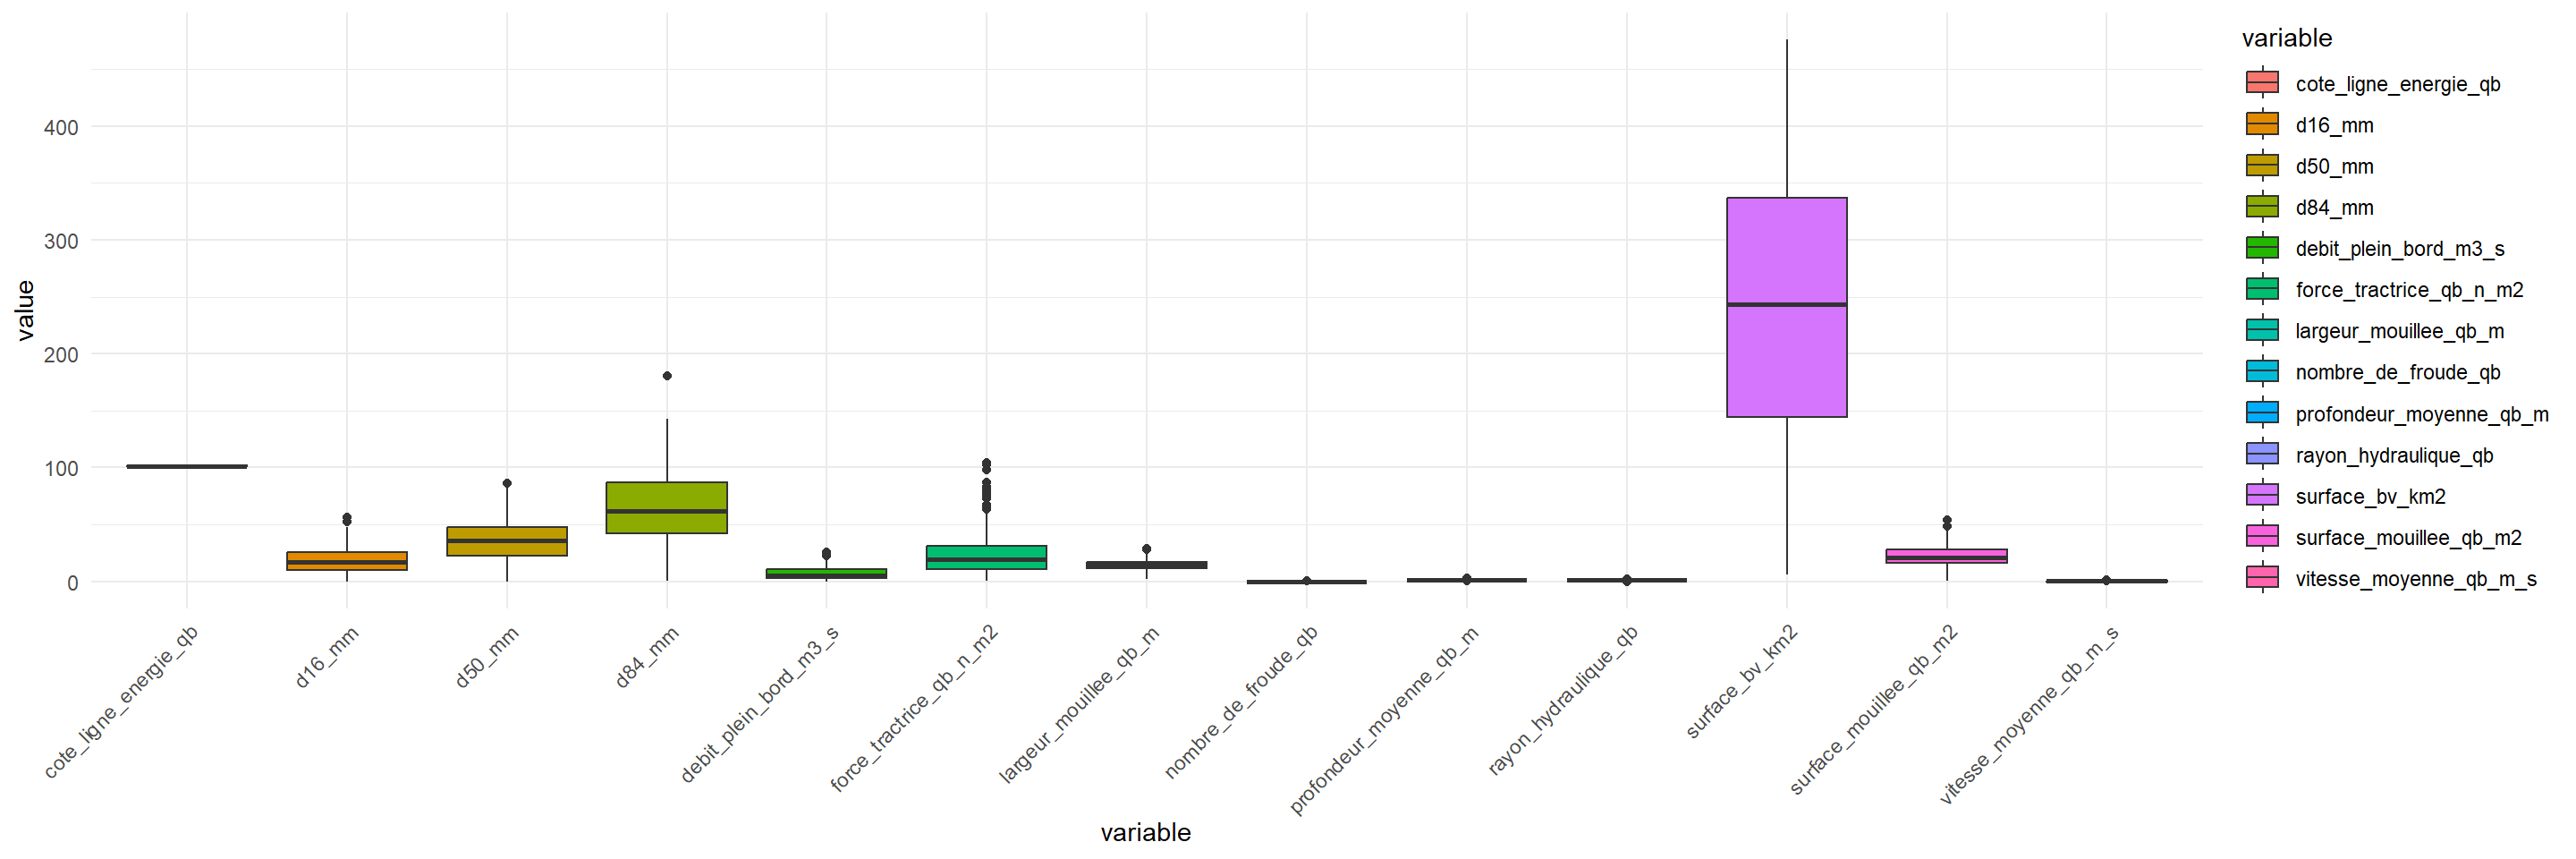 value
400
300
200
100
0
cote_ligne_energie_qb
d16_mm
d50_mm
d84_mm
debit_plein_bord_m3_s
force_tractrice_qb_n_m2
largeur_mouillee_qb_m
nombre_de_froude_qb
profondeur_moyenne_qb_m
rayon_hydraulique_qb
surface_bv_km2
surface_mouillee_qb_m2
vitesse_moyenne_qb_m_s
variable
variable
cote_ligne_energie_qb
d16_mm
d50_mm
d84_mm
debit_plein_bord_m3_s
force_tractrice_qb_n_m2
largeur_mouillee_qb_m
nombre_de_froude_qb
profondeur_moyenne_qb_m
rayon_hydraulique_qb
surface_bv_km2
surface_mouillee_qb_m2
vitesse_moyenne_qb_m_s